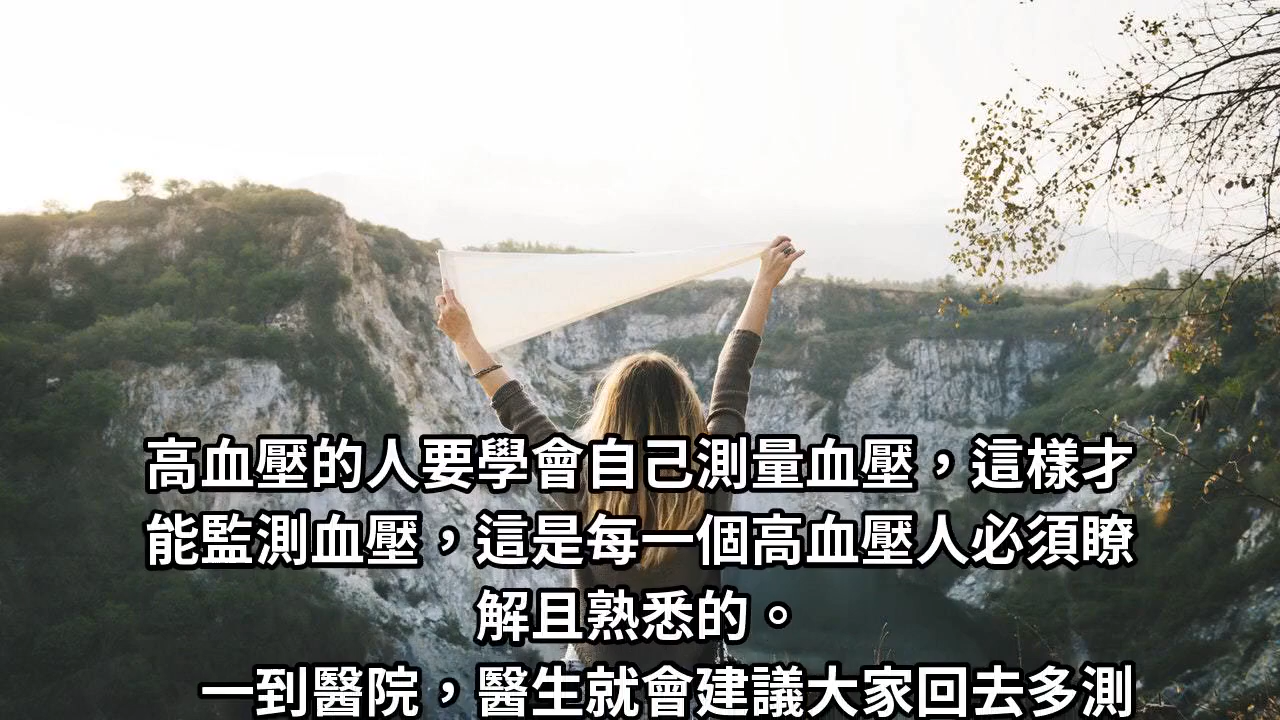 高血壓的人要學會自己測量血壓，這樣才
能監測血壓，這是每一個高血壓人必須瞭
解且熟悉的。
一到醫院，醫生就會建議大家回去多測